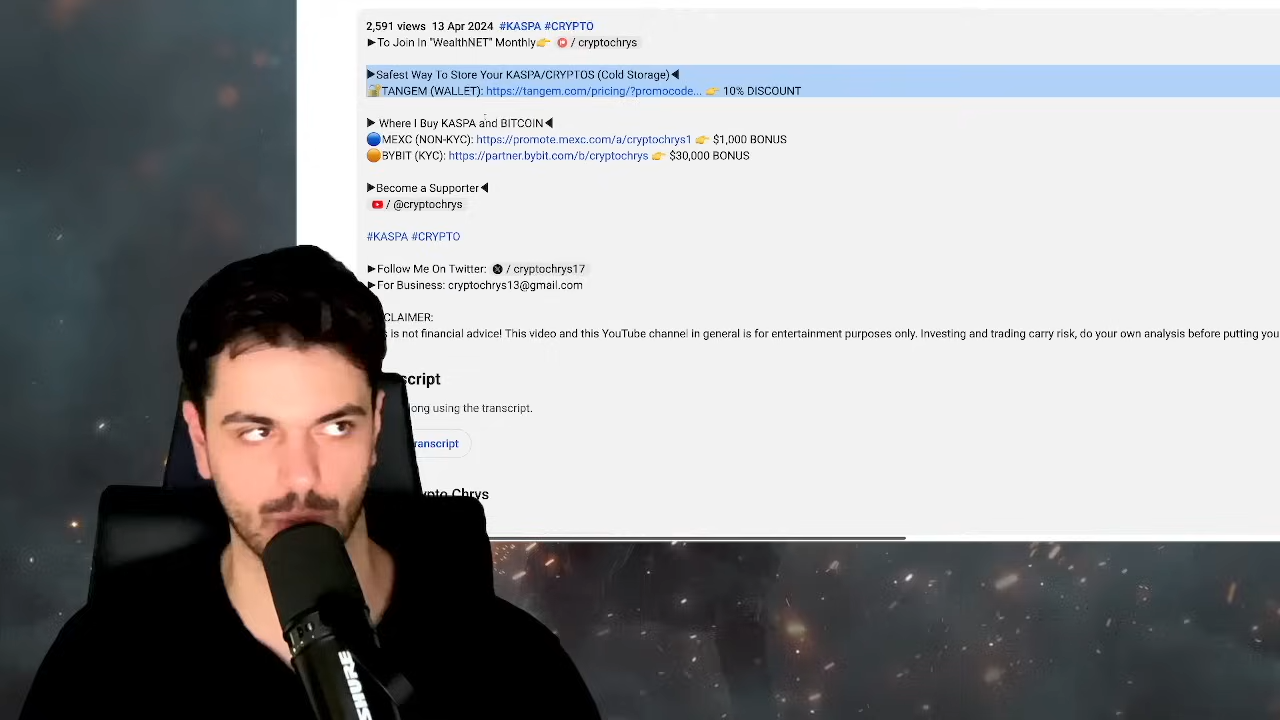 2,591 views 13 Apr 2024 #KASPA #CRYPTO
▶To Join In "WealthNET" Monthly👉 / cryptochrys
▶Safest Way To Store Your KASPA/CRYPTOS (Cold Storage)◀
🔐TANGEM (WALLET): https://tangem.com/pricing/?promocode... 👉 10% DISCOUNT
▶ Where I Buy KASPA and BITCOIN◀
🔵MEXC (NON-KYC): https://promote.mexc.com/a/cryptochrys1 👉 $1,000 BONUS
🟠BYBIT (KYC): https://partner.bybit.com/b/cryptochrys 👉 $30,000 BONUS
▶Become a Supporter◀
/ @cryptochrys
#KASPA #CRYPTO
▶Follow Me On Twitter: / cryptochrys17
▶For Business: cryptochrys13@gmail.com
CLAIMER:
is not financial advice! This video and this YouTube channel in general is for entertainment purposes only. Investing and trading carry risk, do your own analysis before putting you
script
long using the transcript.
ranscript
ypto Chrys
SHURE